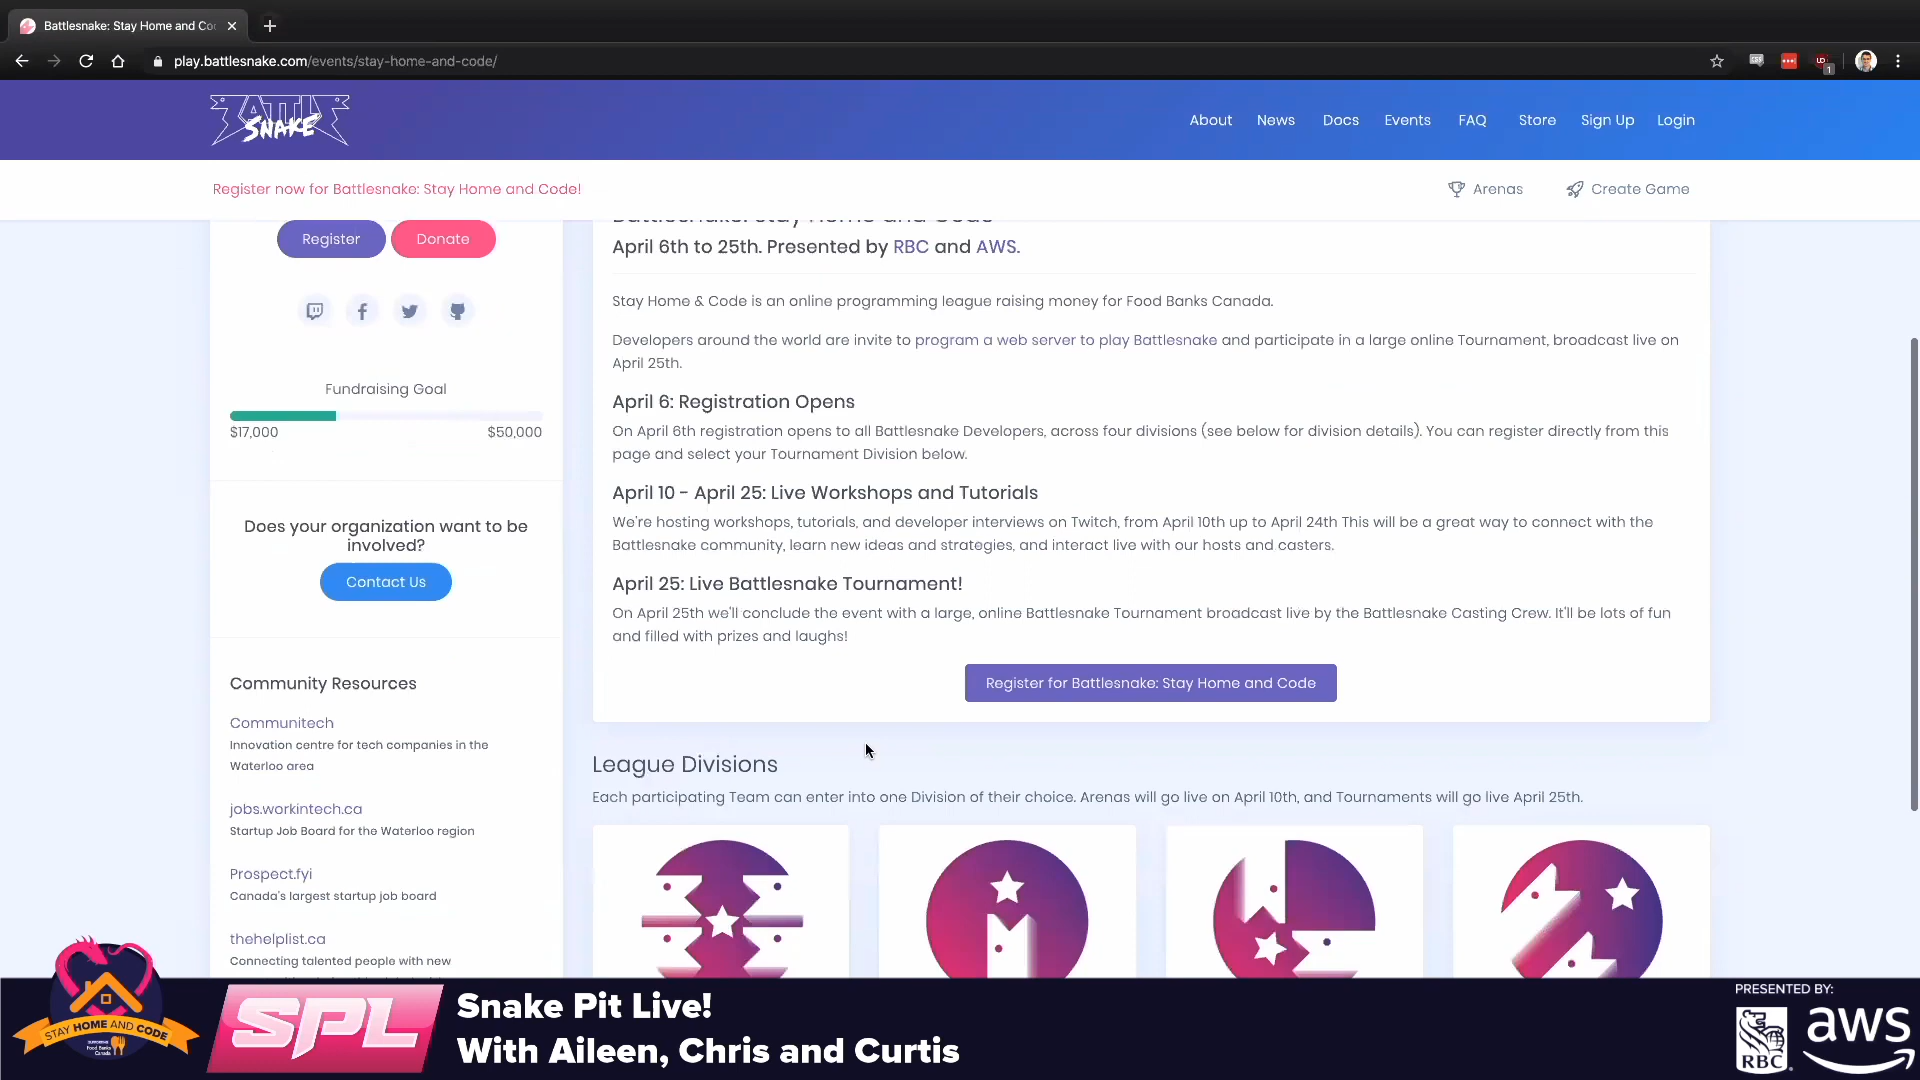 Battlesnake: Stay Home and Co
play.battlesnake.com/events/stay-home-and-code/
1
BATTLE
SNAKE
About News Docs Events FAQ Store Sign Up Login
Register now for Battlesnake: Stay Home and Code!
Arenas Create Game
Register Donate
Fundraising Goal
$17,000 $50,000
Does your organization want to be
involved?
Contact Us
Community Resources
Communitech
Innovation centre for tech companies in the
Waterloo area
jobs.workintech.ca
Startup Job Board for the Waterloo region
Prospect.fyi
Canada's largest startup job board
thehelplist.ca
Connecting talented people with new
Battlesnake: Stay Home and Code
April 6th to 25th. Presented by RBC and AWS.
Stay Home & Code is an online programming league raising money for Food Banks Canada.
Developers around the world are invite to program a web server to play Battlesnake and participate in a large online Tournament, broadcast live on
April 25th.
April 6: Registration Opens
On April 6th registration opens to all Battlesnake Developers, across four divisions (see below for division details). You can register directly from this
page and select your Tournament Division below.
April 10 - April 25: Live Workshops and Tutorials
We're hosting workshops, tutorials, and developer interviews on Twitch, from April 10th up to April 24th This will be a great way to connect with the
Battlesnake community, learn new ideas and strategies, and interact live with our hosts and casters.
April 25: Live Battlesnake Tournament!
On April 25th we'll conclude the event with a large, online Battlesnake Tournament broadcast live by the Battlesnake Casting Crew. It'll be lots of fun
and filled with prizes and laughs!
Register for Battlesnake: Stay Home and Code
League Divisions
Each participating Team can enter into one Division of their choice. Arenas will go live on April 10th, and Tournaments will go live April 25th.
STAY HOME AND CODE
SUPPORTING
Food Banks
Canada
SPL
Snake Pit Live!
With Aileen, Chris and Curtis
PRESENTED BY:
RBC
aws